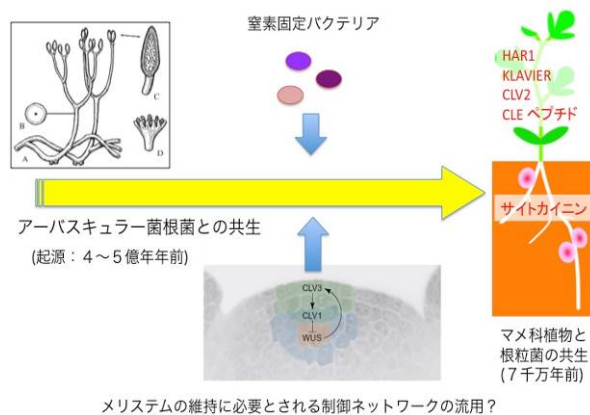 窒素固定バクテリア
A
B
C
D
HAR1
KLAVIER
CLV2
CLE ペプチド
サイトカイニン
アーバスキュラー菌根菌との共生
(起源：４〜５億年年前)
CLV3
CLV1
WUS
マメ科植物と
根粒菌の共生
(７千万年前)
メリステムの維持に必要とされる制御ネットワークの流用？